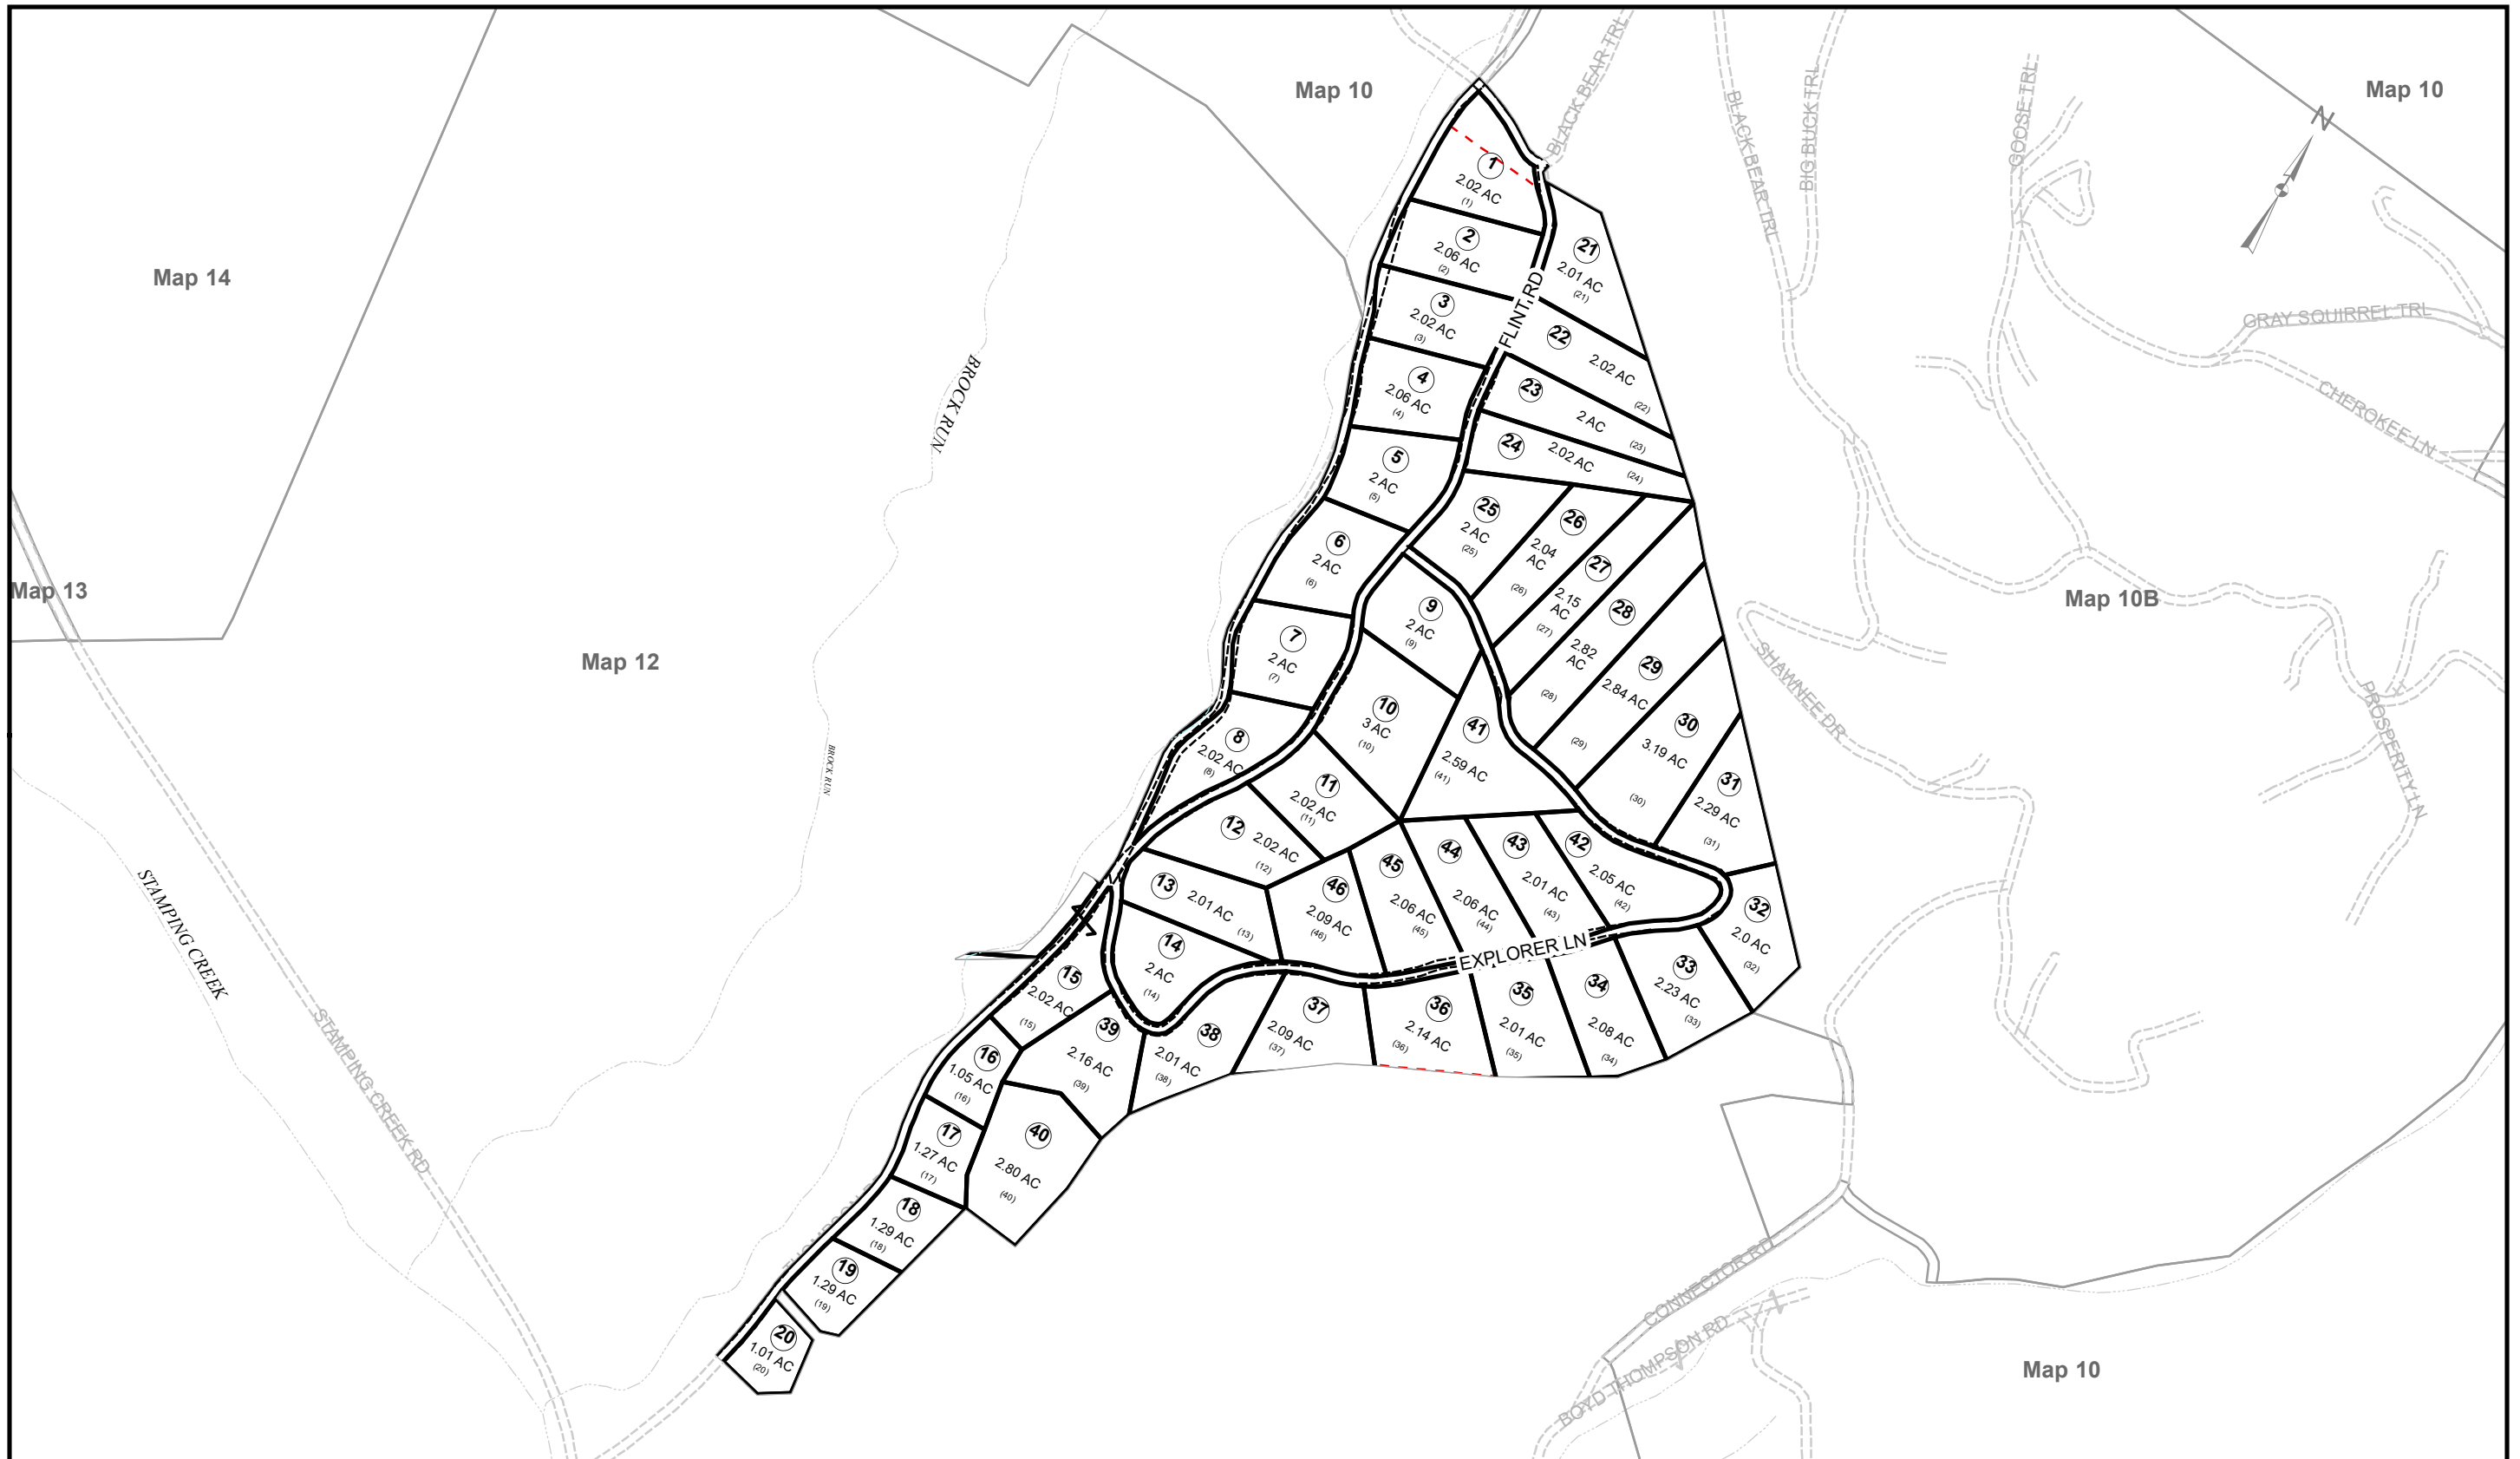 Map 10
Map 10
Map 14
Map 13
Map 12
Map 10B
Map 10
N
BLACK BEAR TRL
BLACK BEAR TRL
BIG BUCK TRL
GOOSE TRL
GRAY SQUIRREL TRL
CHEROKEE LN
SHAWNEE DR
PROSPERITY LN
BROCK RUN
BROCK RUN
STAMPING CREEK
STAMPING CREEK RD
CONNECTOR RD
BOYD THOMPSON RD
FLINT RD
EXPLORER LN
1
2.02 AC
(1)
2
2.06 AC
(2)
3
2.02 AC
(3)
4
2.06 AC
(4)
5
2 AC
(5)
6
2 AC
(6)
7
2 AC
(7)
8
2.02 AC
(8)
9
2 AC
(9)
10
3 AC
(10)
11
2.02 AC
(11)
12
2.02 AC
(12)
13
2.01 AC
(13)
14
2 AC
(14)
15
2.02 AC
(15)
16
1.05 AC
(16)
17
1.27 AC
(17)
18
1.29 AC
(18)
19
1.29 AC
(19)
20
1.01 AC
(20)
21
2.01 AC
(21)
22
2.02 AC
(22)
23
2 AC
(23)
24
2.02 AC
(24)
25
2 AC
(25)
26
2.04
AC
(26)
27
2.15
AC
(27)
28
2.82
AC
(28)
29
2.84 AC
(29)
30
3.19 AC
(30)
31
2.29 AC
(31)
32
2.0 AC
(32)
33
2.23 AC
(33)
34
2.08 AC
(34)
35
2.01 AC
(35)
36
2.14 AC
(36)
37
2.09 AC
(37)
38
2.01 AC
(38)
39
2.16 AC
(39)
40
2.80 AC
(40)
41
2.59 AC
(41)
42
2.05 AC
(42)
43
2.01 AC
(43)
44
2.06 AC
(44)
45
2.06 AC
(45)
46
2.09 AC
(46)